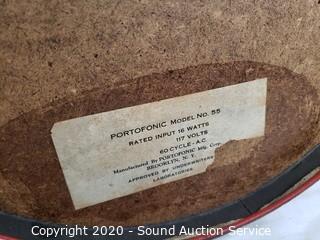 PORTOFONIC MODEL NO. 55
RATED INPUT 16 WATTS
117 VOLTS
60 CYCLE - A.C.
Manufactured By PORTOFONIC Mfg. Corp.
BROOKLYN, N. Y.
APPROVED BY UNDERWRITERS
LABORATORIES
Copyright 2020 - Sound Auction Service